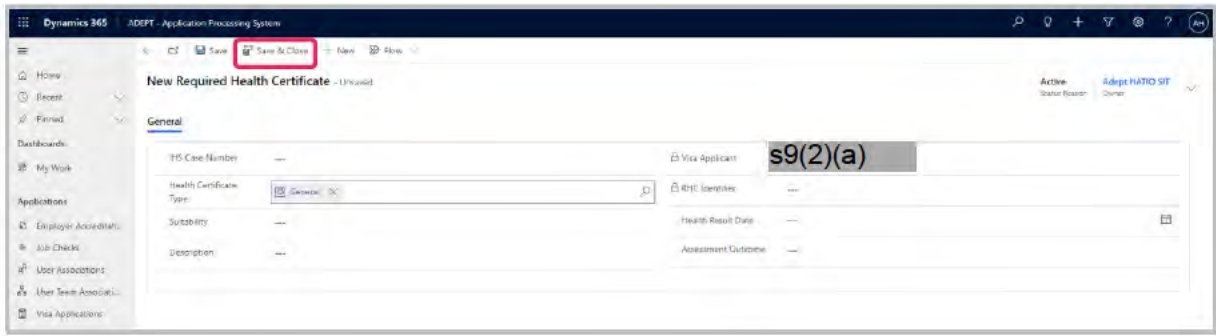 Dynamics 365 ADEPT - Application Processing System AH
Save Save & Close New Flow
Home
Recent
Pinned
Dashboards
My Work
Applications
Employer Accreditati...
Job Checks
User Associations
User Team Associati...
Visa Applications
New Required Health Certificate - Unsaved
Active
Status Reason
Adept HATIO SIT
Owner
General
IHS Case Number ---
Visa Applicant s9(2)(a)
Health Certificate
Type
General
RHC Identifier ---
Suitability ---
Health Result Date ---
Description ---
Assessment Outcome ---